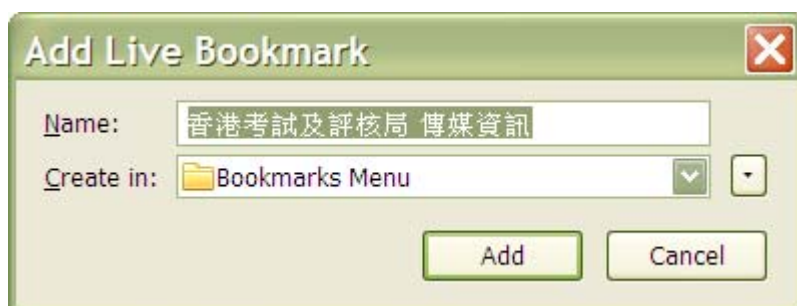 Add Live Bookmark
Name: 香港考試及評核局 傳媒資訊
Create in: Bookmarks Menu
Add Cancel